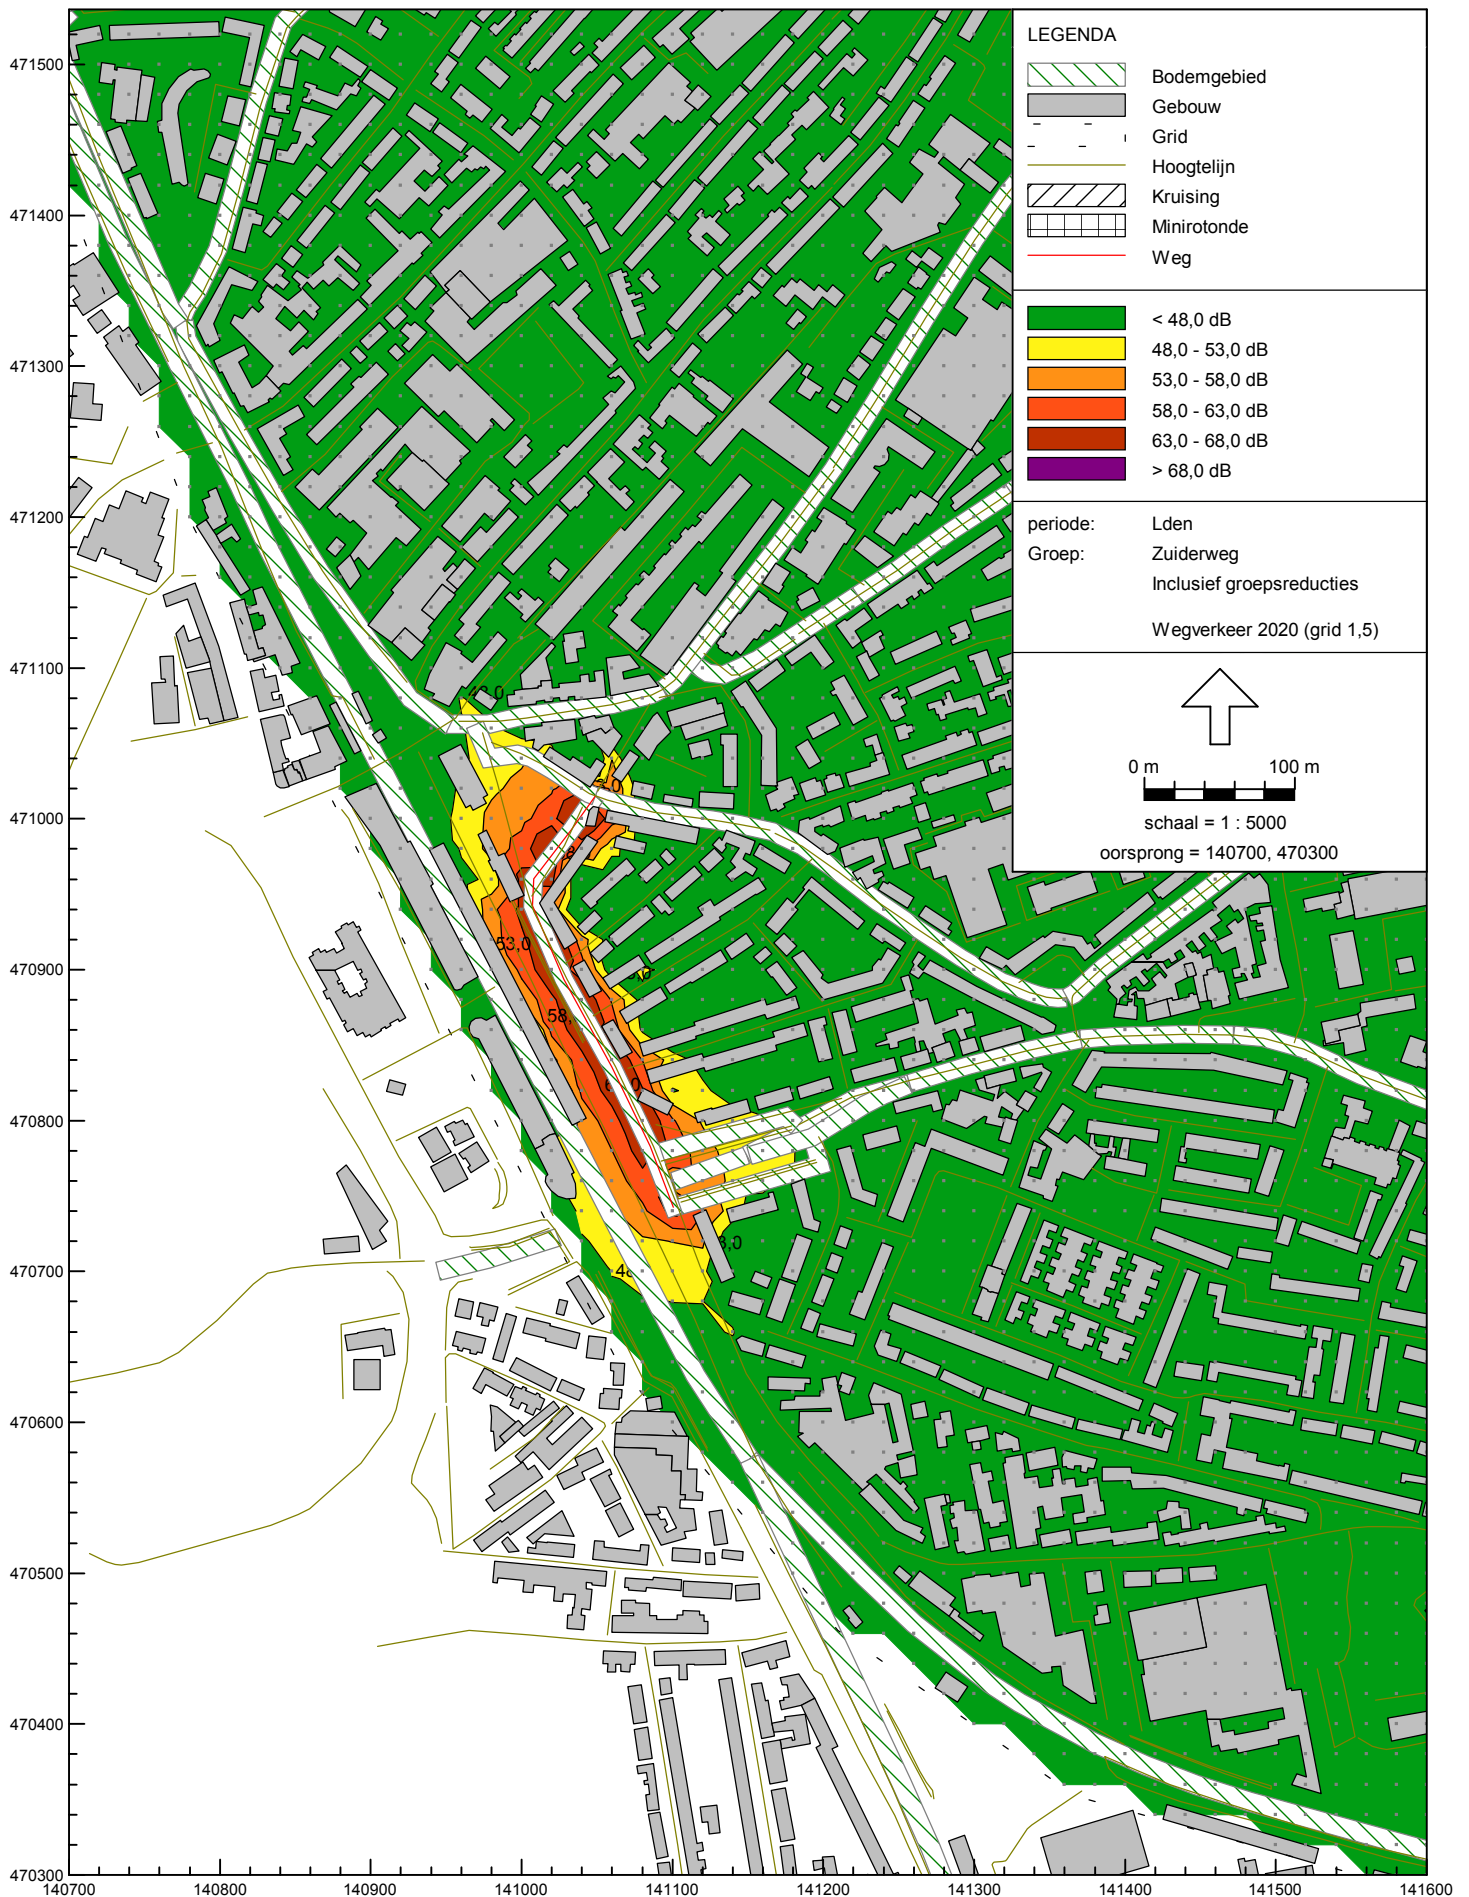 LEGENDA
Bodemgebied
Gebouw
Grid
Hoogtelijn
Kruising
Minirotonde
Weg
< 48,0 dB
48,0 - 53,0 dB
53,0 - 58,0 dB
58,0 - 63,0 dB
63,0 - 68,0 dB
> 68,0 dB
periode: Lden
Groep: Zuiderweg
Inclusief groepsreducties
Wegverkeer 2020 (grid 1,5)
0 m 100 m
schaal = 1 : 5000
oorsprong = 140700, 470300
471500
471400
471300
471200
471100
471000
470900
470800
470700
470600
470500
470400
470300
53,0
140700 140800 140900 141000 141100 141200 141300 141400 141500 141600